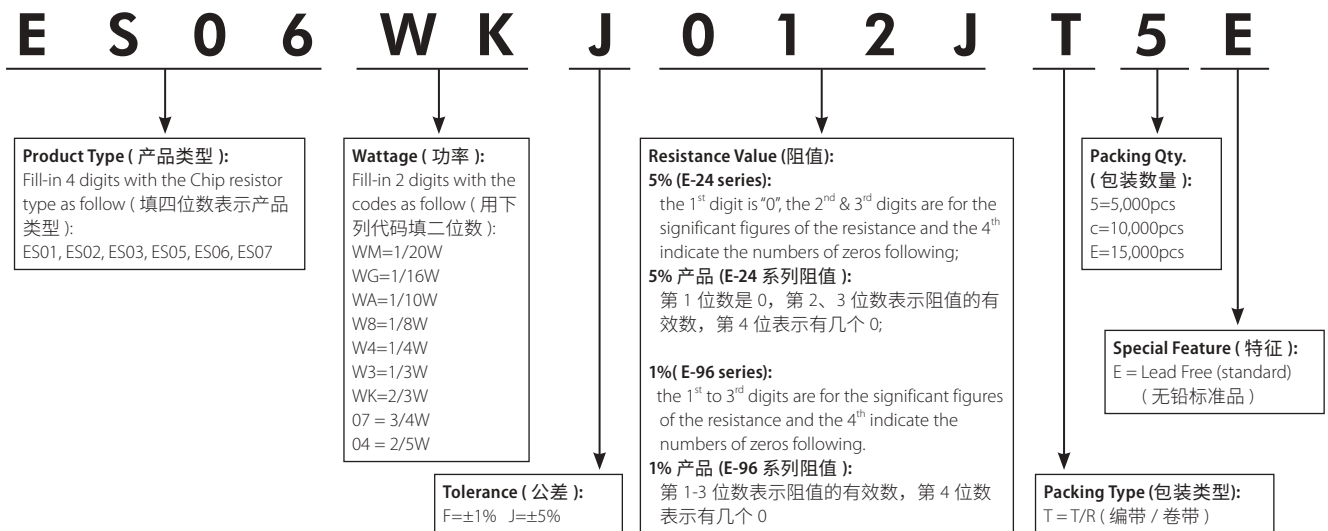 E S 0 6 W K J 0 1 2 J T 5 E
Product Type ( 产品类型 ):
Fill-in 4 digits with the Chip resistor
type as follow ( 填四位数表示产品
类型 ):
ES01, ES02, ES03, ES05, ES06, ES07
Wattage ( 功率 ):
Fill-in 2 digits with the
codes as follow ( 用下
列代码填二位数 ):
WM=1/20W
WG=1/16W
WA=1/10W
W8=1/8W
W4=1/4W
W3=1/3W
WK=2/3W
07 = 3/4W
04 = 2/5W
Tolerance ( 公差 ):
F=±1% J=±5%
Resistance Value (阻值):
5% (E-24 series):
the 1st digit is “0”, the 2nd & 3rd digits are for the
significant figures of the resistance and the 4th
indicate the numbers of zeros following;
5% 产品 (E-24 系列阻值 ):
第 1 位数是 0，第 2、3 位数表示阻值的有
效数，第 4 位表示有几个 0;
1%( E-96 series):
the 1st to 3rd digits are for the significant figures
of the resistance and the 4th indicate the
numbers of zeros following.
1% 产品 (E-96 系列阻值 ):
第 1-3 位数表示阻值的有效数，第 4 位数
表示有几个 0
Packing Qty.
( 包装数量 ):
5=5,000pcs
c=10,000pcs
E=15,000pcs
Special Feature ( 特征 ):
E = Lead Free (standard)
( 无铅标准品 )
Packing Type (包装类型):
T = T/R ( 编带 / 卷带 )